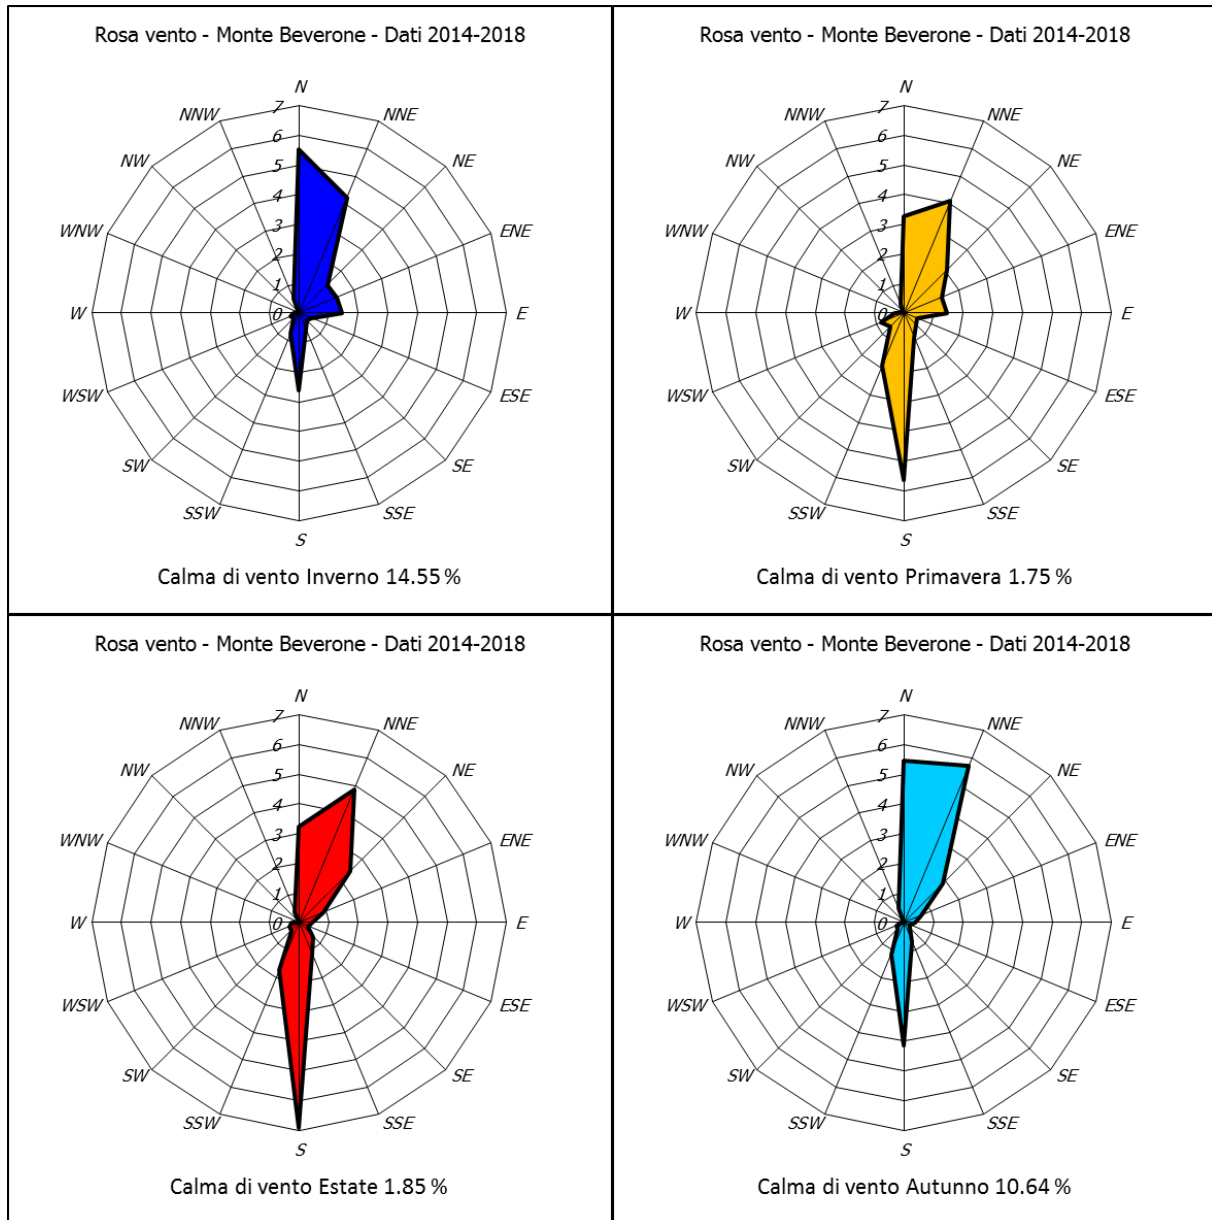 Rosa vento - Monte Beverone - Dati 2014-2018
N
NNW
7
NNE
6
NW
5
NE
4
WNW
3
ENE
2
1
W
0
E
WSW
ESE
SW
SE
SSW
SSE
S
Calma di vento Inverno 14.55 %
Rosa vento - Monte Beverone - Dati 2014-2018
N
NNW
7
NNE
6
NW
5
NE
4
WNW
3
ENE
2
1
W
0
E
WSW
ESE
SW
SE
SSW
SSE
S
Calma di vento Primavera 1.75 %
Rosa vento - Monte Beverone - Dati 2014-2018
N
NNW
7
NNE
6
NW
5
NE
4
WNW
3
ENE
2
1
W
0
E
WSW
ESE
SW
SE
SSW
SSE
S
Calma di vento Estate 1.85 %
Rosa vento - Monte Beverone - Dati 2014-2018
N
NNW
7
NNE
6
NW
5
NE
4
WNW
3
ENE
2
1
W
0
E
WSW
ESE
SW
SE
SSW
SSE
S
Calma di vento Autunno 10.64 %